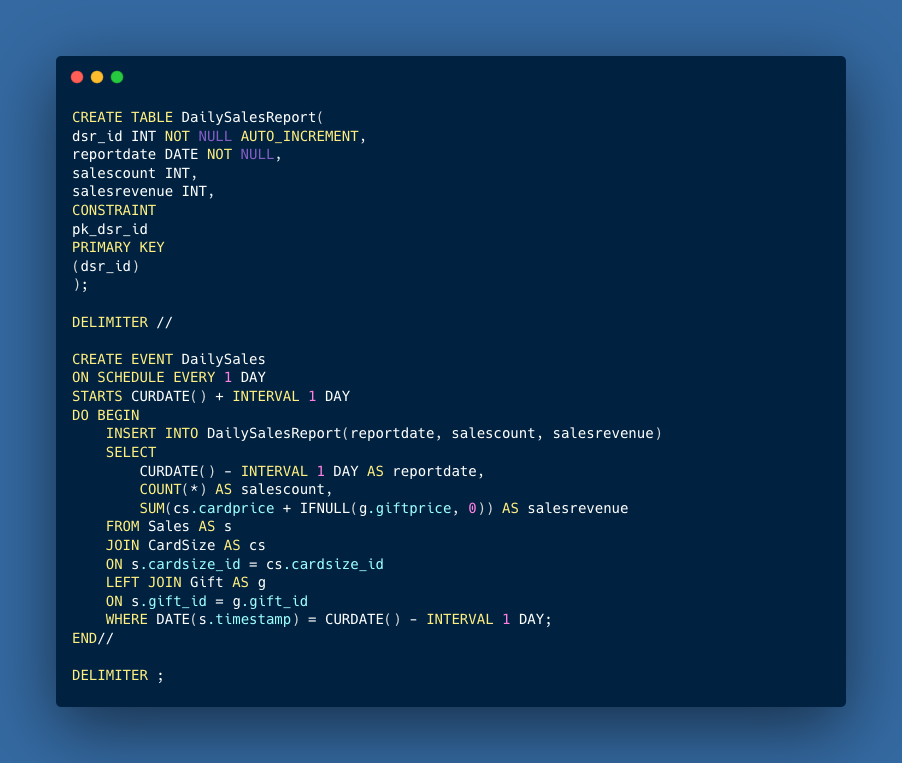 CREATE TABLE DailySalesReport(
dsr_id INT NOT NULL AUTO_INCREMENT,
reportdate DATE NOT NULL,
salescount INT,
salesrevenue INT,
CONSTRAINT
pk_dsr_id
PRIMARY KEY
(dsr_id)
);

DELIMITER //

CREATE EVENT DailySales
ON SCHEDULE EVERY 1 DAY
STARTS CURDATE() + INTERVAL 1 DAY
DO BEGIN
    INSERT INTO DailySalesReport(reportdate, salescount, salesrevenue)
    SELECT
        CURDATE() - INTERVAL 1 DAY AS reportdate,
        COUNT(*) AS salescount,
        SUM(cs.cardprice + IFNULL(g.giftprice, 0)) AS salesrevenue
    FROM Sales AS s
    JOIN CardSize AS cs
    ON s.cardsize_id = cs.cardsize_id
    LEFT JOIN Gift AS g
    ON s.gift_id = g.gift_id
    WHERE DATE(s.timestamp) = CURDATE() - INTERVAL 1 DAY;
END//

DELIMITER ;